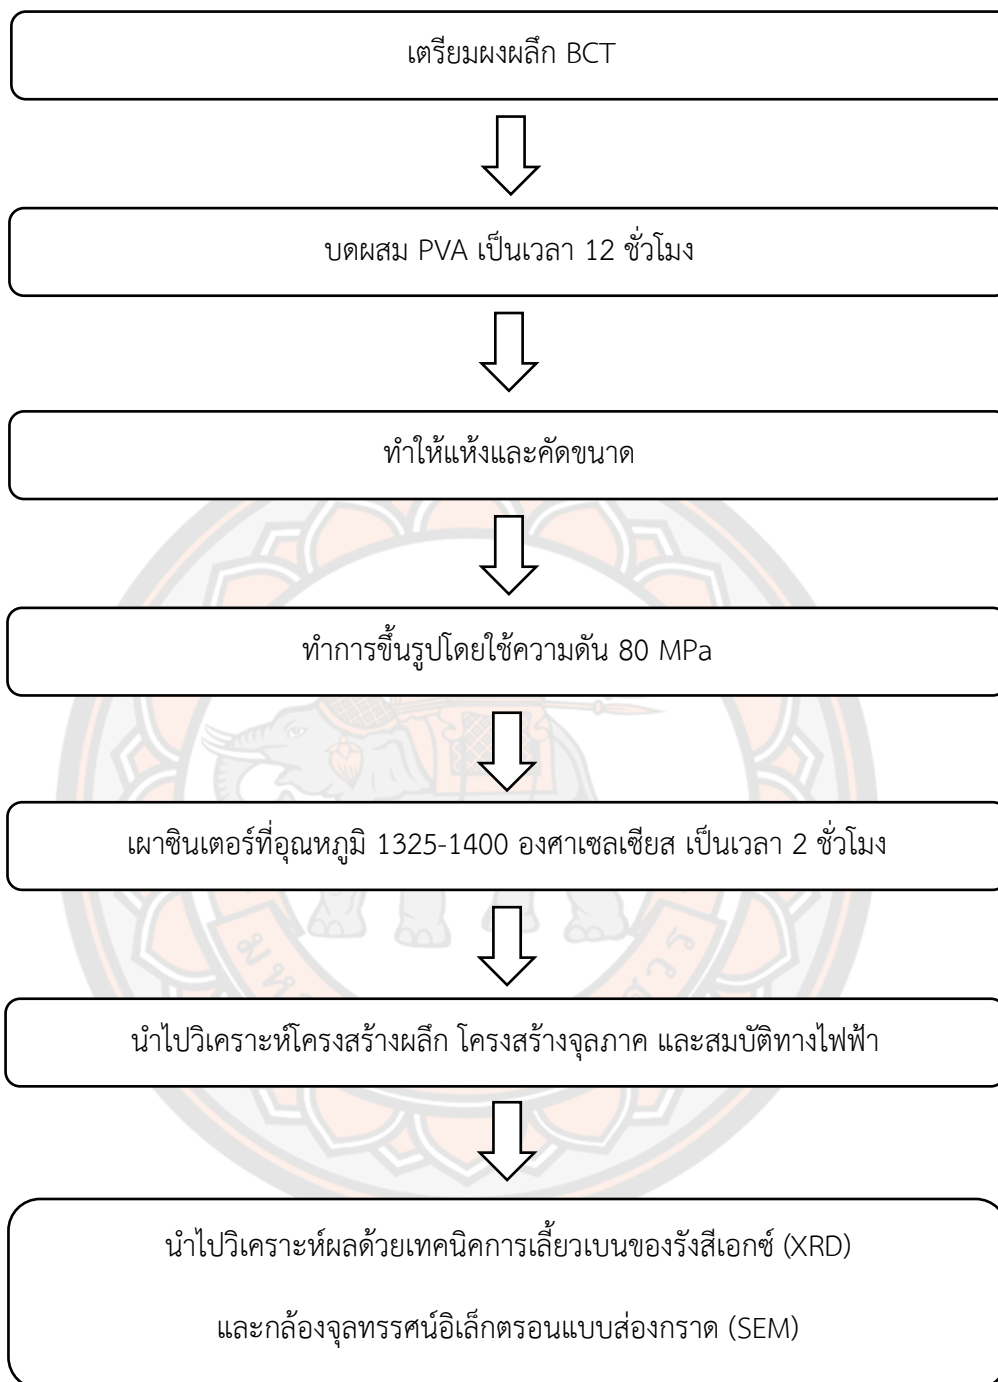 เตรียมผงผลึก BCT
บดผสม PVA เป็นเวลา 12 ชั่วโมง
ทำให้แห้งและคัดขนาด
ทำการขึ้นรูปโดยใช้ความดัน 80 MPa
เผาซินเตอร์ที่อุณหภูมิ 1325-1400 องศาเซลเซียส เป็นเวลา 2 ชั่วโมง
นำไปวิเคราะห์โครงสร้างผลึก โครงสร้างจุลภาค และสมบัติทางไฟฟ้า
นำไปวิเคราะห์ผลด้วยเทคนิคการเลี้ยวเบนของรังสีเอกซ์ (XRD)
และกล้องจุลทรรศน์อิเล็กตรอนแบบส่องกราด (SEM)